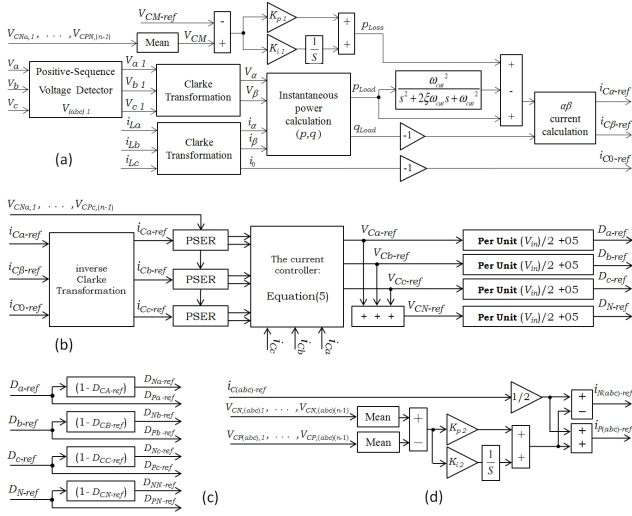 V_CM-ref
V_CNa,1, · · · ,V_CPN,(n-1)
Mean
V_CM
-
+
K_p1
K_i1
1
S
+
+
p_Loss
V_a
V_b
V_c
Positive-Sequence
Voltage Detector
V_(abc)1
V_a 1
V_b 1
V_c 1
Clarke
Transformation
V_α
V_β
Instantaneous
power
calculation
(p,q)
p_Load
ω_cut²
s²+2ξω_cut s+ω_cut²
+
-
+
q_Load
-1
αβ
current
calculation
i_Cα-ref
i_Cβ-ref
i_La
i_Lb
i_Lc
Clarke
Transformation
i_α
i_β
i_0
-1
i_C0-ref
(a)
V_CNa,1, · · · ,V_CPc,(n-1)
i_Ca-ref
i_Cβ-ref
i_C0-ref
inverse
Clarke
Transformation
i_Ca-ref
i_Cb-ref
i_Cc-ref
PSER
PSER
PSER
The current
controller:
Equation(5)
i_Cc
i_Cb
i_Ca
V_Ca-ref
V_Cb-ref
V_Cc-ref
+ + +
V_CN-ref
Per Unit (V_in)/2 +05
Per Unit (V_in)/2 +05
Per Unit (V_in)/2 +05
Per Unit (V_in)/2 +05
D_a-ref
D_b-ref
D_c-ref
D_N-ref
(b)
D_a-ref
(1- D_CA-ref)
D_Na-ref
D_Pa-ref
D_b-ref
(1- D_CB-ref)
D_Nb-ref
D_Pb-ref
D_c-ref
(1- D_CC-ref)
D_Nc-ref
D_Pc-ref
D_N-ref
(1- D_CN-ref)
D_NN-ref
D_PN-ref
(c)
i_C(abc)-ref
1/2
V_CN,(abc)1, · · · ,V_CN,(abc)(n-1)
Mean
V_CP(abc),1, · · · ,V_CP,(abc)(n-1)
Mean
+
−
K_p2
K_i2
1
S
+
+
+
−
+
+
i_N(abc)-ref
i_P(abc)-ref
(d)